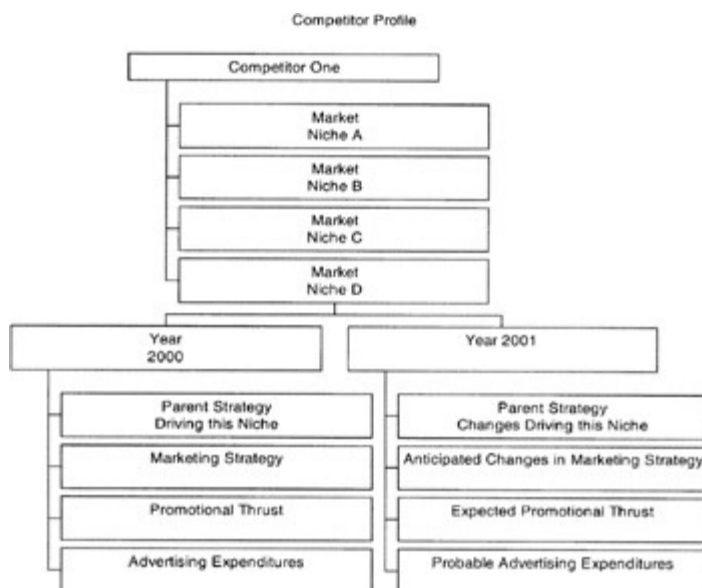 Competitor Profile
Competitor One
Market
Niche A
Market
Niche B
Market
Niche C
Market
Niche D
Year
2000
Parent Strategy
Driving this Niche
Marketing Strategy
Promotional Thrust
Advertising Expenditures
Year 2001
Parent Strategy
Changes Driving this Niche
Anticipated Changes in Marketing Strategy
Expected Promotional Thrust
Probable Advertising Expenditures